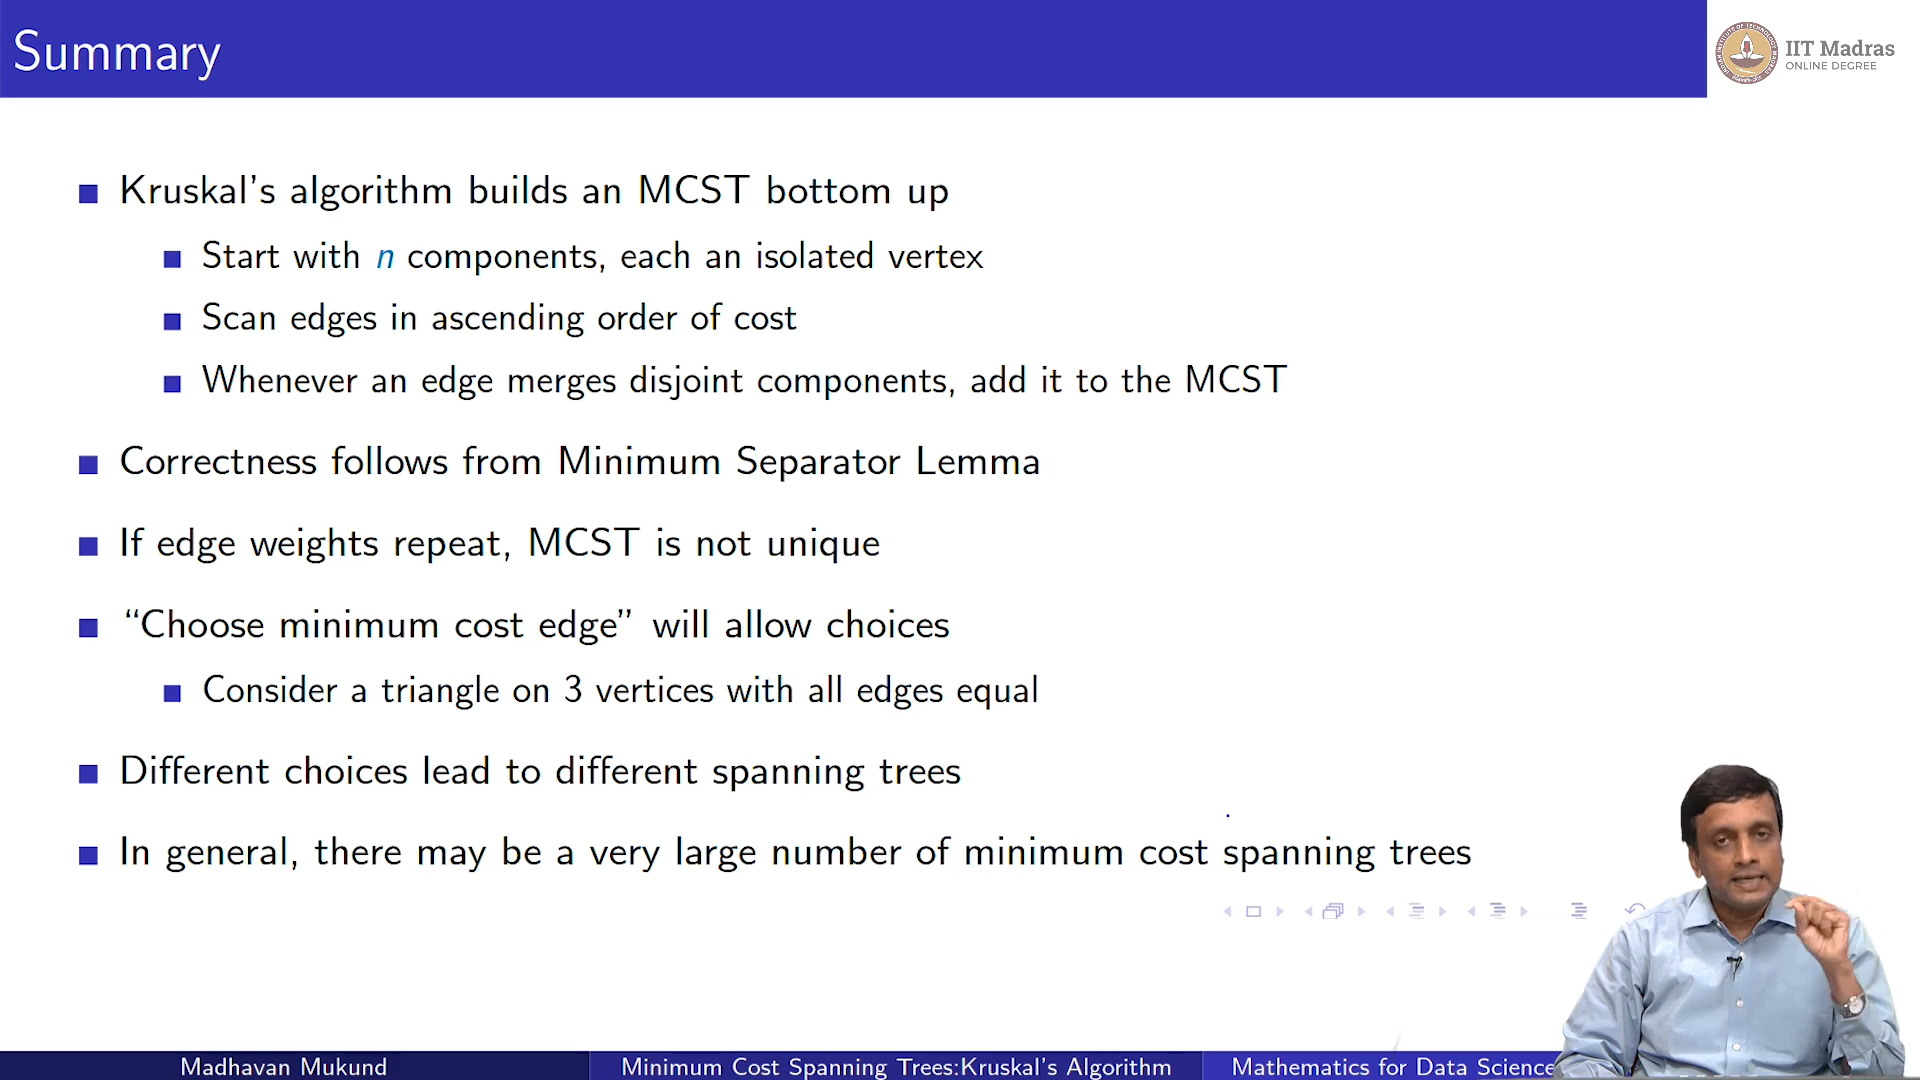 Summary
IIT Madras
ONLINE DEGREE
Kruskal's algorithm builds an MCST bottom up
Start with n components, each an isolated vertex
Scan edges in ascending order of cost
Whenever an edge merges disjoint components, add it to the MCST
Correctness follows from Minimum Separator Lemma
If edge weights repeat, MCST is not unique
“Choose minimum cost edge” will allow choices
Consider a triangle on 3 vertices with all edges equal
Different choices lead to different spanning trees
In general, there may be a very large number of minimum cost spanning trees
Madhavan Mukund
Minimum Cost Spanning Trees:Kruskal's Algorithm
Mathematics for Data Science